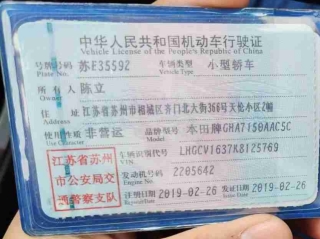 中华人民共和国机动车行驶证
Vehicle License of the People's Republic of China
号牌号码 苏E35592 车辆类型 小型轿车
Plate No. Vehicle Type
所有人 陈立
Owner
住址 江苏省苏州市相城区齐门北大街366号天伦小区2幢
Address
使用性质 非营运 品牌型号 本田牌GHA7150AAC5C
Use Character Model
江苏省苏州市公安局交通警察支队
车辆识别代号 LHGCV1637K8125769
VIN
发动机号码 2205642
Engine No.
注册日期 2019-02-26 发证日期 2019-02-26
Register Date Issue Date